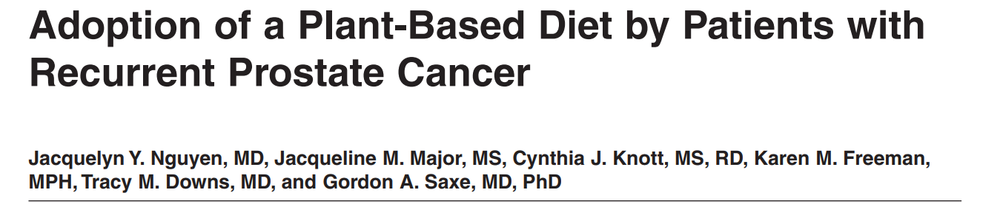 Adoption of a Plant-Based Diet by Patients with
Recurrent Prostate Cancer
Jacquelyn Y. Nguyen, MD, Jacqueline M. Major, MS, Cynthia J. Knott, MS, RD, Karen M. Freeman,
MPH, Tracy M. Downs, MD, and Gordon A. Saxe, MD, PhD